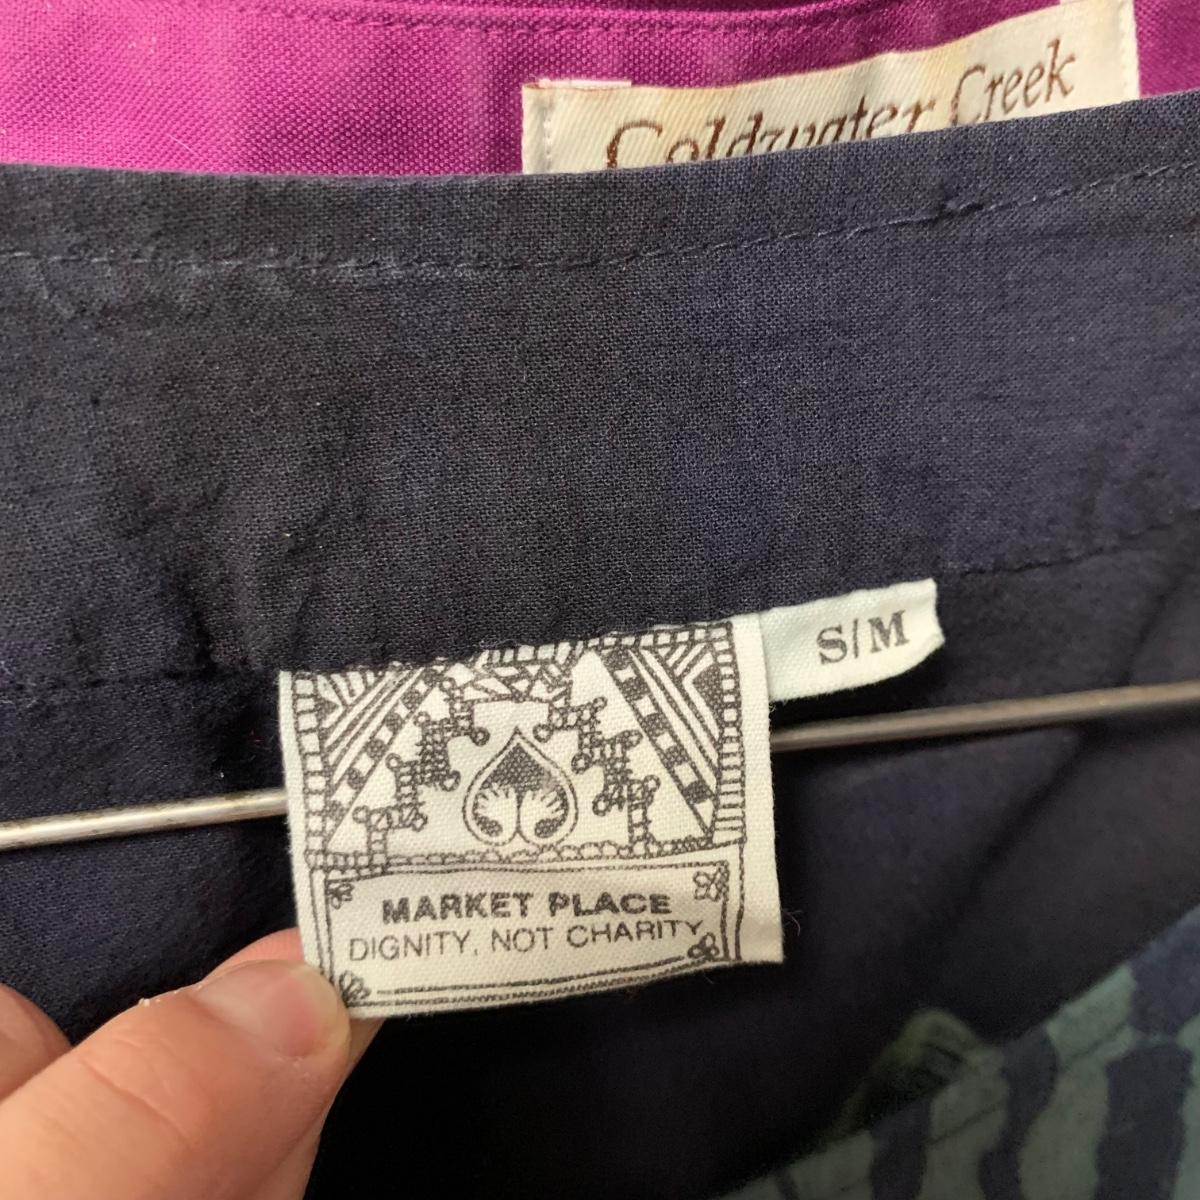 Coldwater Creek
S/M
MARKET PLACE
DIGNITY, NOT CHARITY